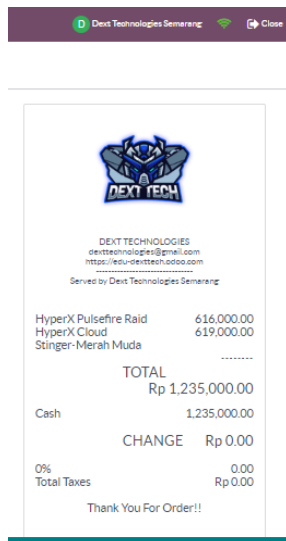 D Dext Technologies Semarang Close
DEXT TECH
DEXT TECHNOLOGIES
dexttechnologies@gmail.com
https://edu-dexttech.odoo.com
--------------------------------
Served by Dext Technologies Semarang
HyperX Pulsefire Raid 616,000.00
HyperX Cloud 619,000.00
Stinger-Merah Muda
--------
TOTAL
Rp 1,235,000.00
Cash 1,235,000.00
CHANGE Rp 0.00
0% 0.00
Total Taxes Rp 0.00
Thank You For Order!!